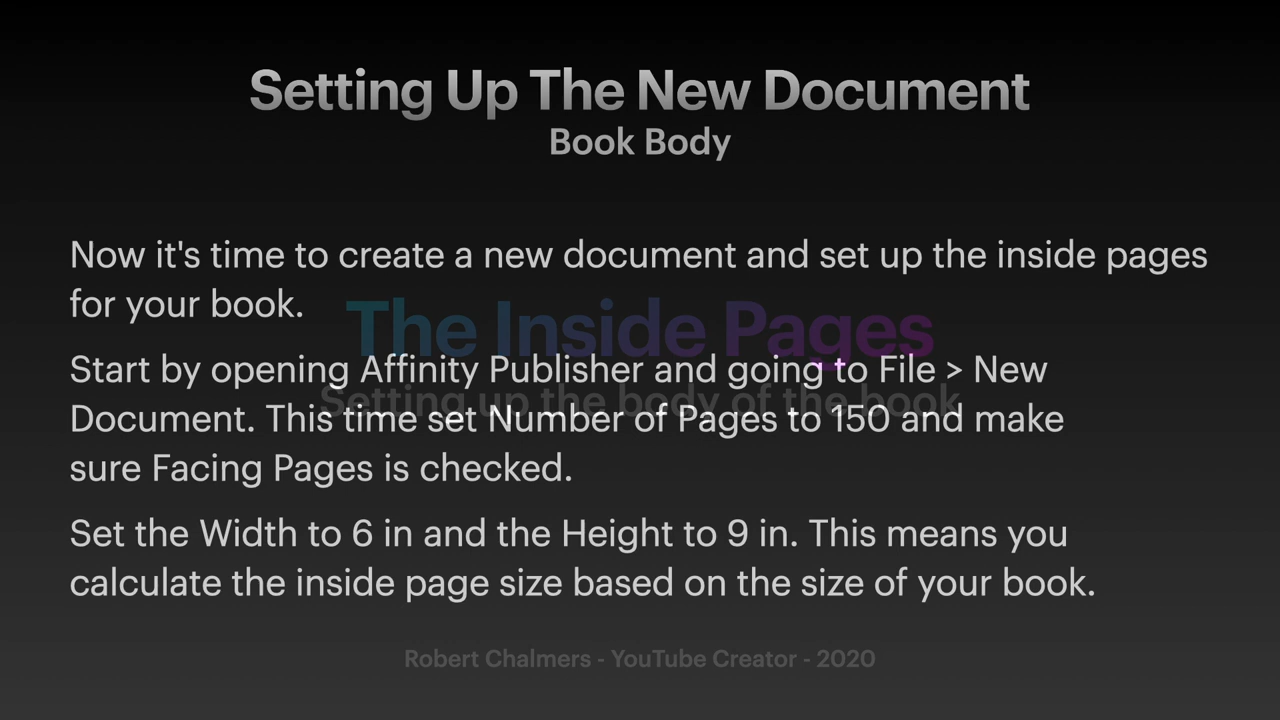 Setting Up The New Document
Book Body
Now it's time to create a new document and set up the inside pages
for your book.
The Inside Pages
Start by opening Affinity Publisher and going to File > New
Setting up the body of the book
Document. This time set Number of Pages to 150 and make
sure Facing Pages is checked.
Set the Width to 6 in and the Height to 9 in. This means you
calculate the inside page size based on the size of your book.
Robert Chalmers - YouTube Creator - 2020